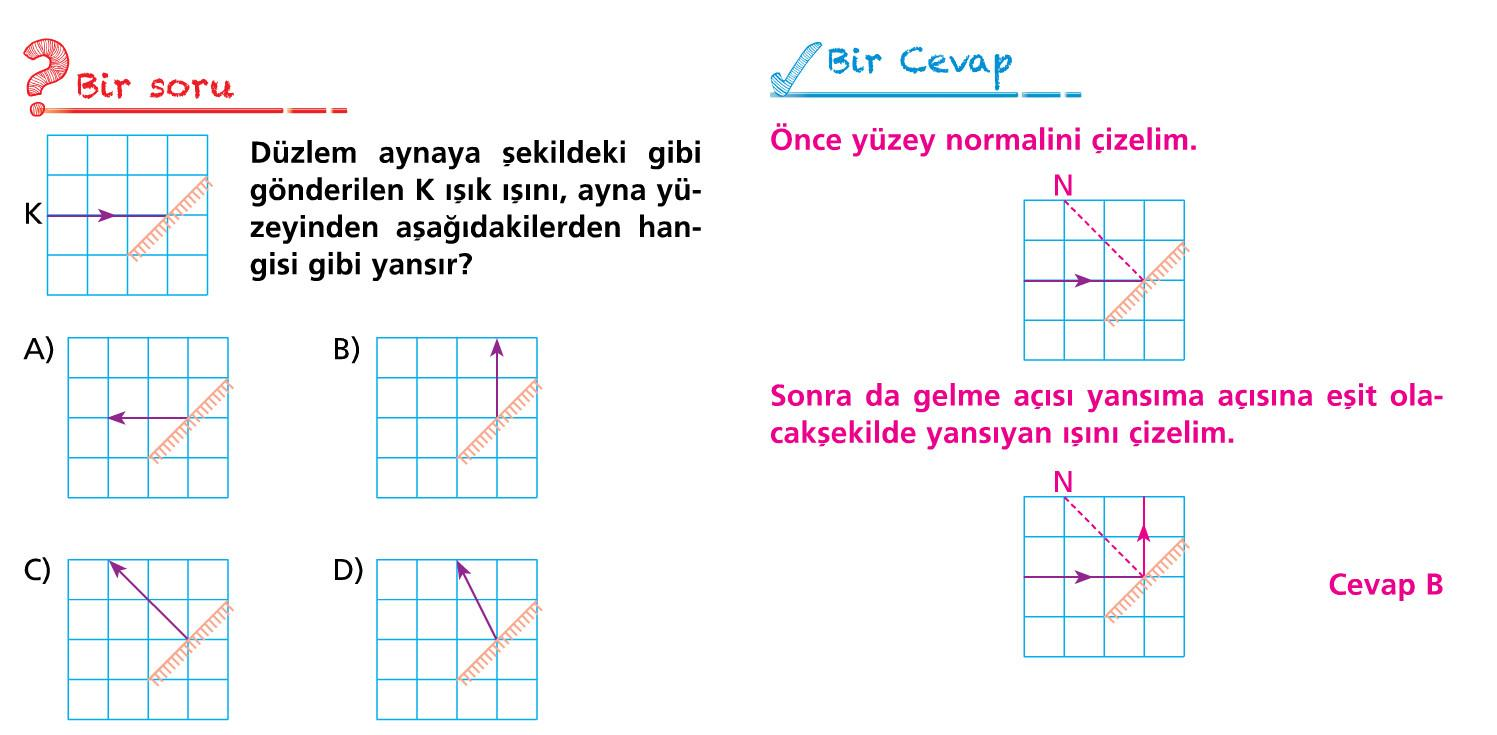 ?
Bir soru
K
Düzlem aynaya şekildeki gibi
gönderilen K ışık ışını, ayna yü-
zeyinden aşağıdakilerden han-
gisi gibi yansır?
A)
B)
C)
D)
Bir Cevap
Önce yüzey normalini çizelim.
N
Sonra da gelme açısı yansıma açısına eşit ola-
cakşekilde yansıyan ışını çizelim.
N
Cevap B